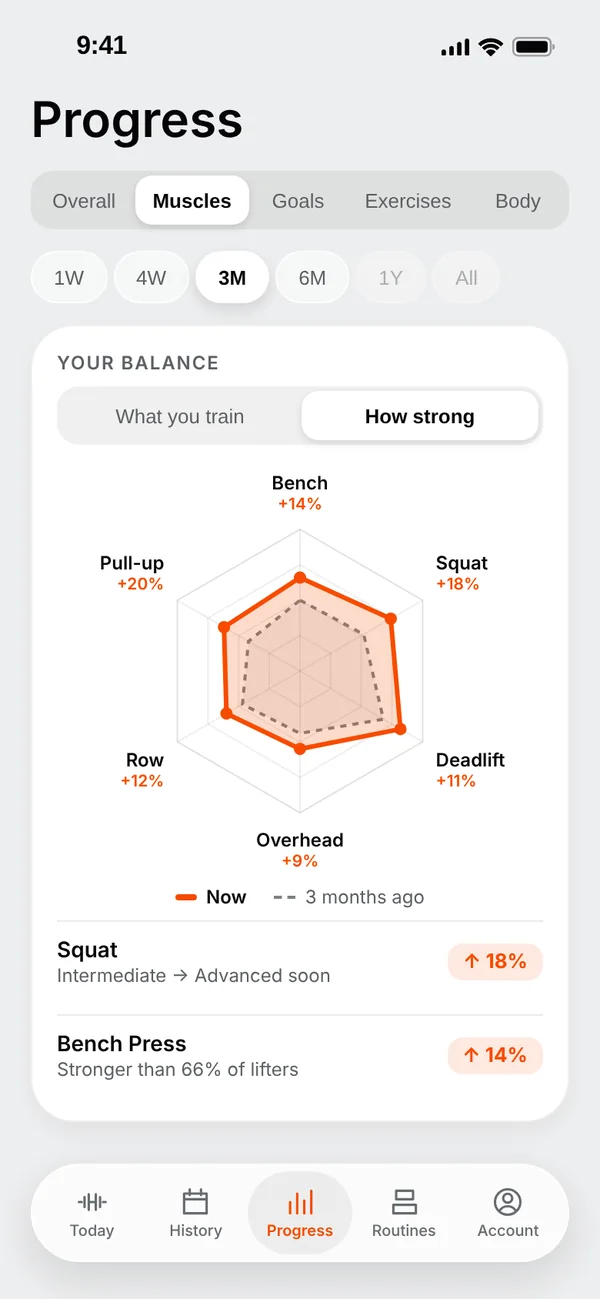 9:41
Progress
Overall Muscles Goals Exercises Body
1W 4W 3M 6M 1Y All
YOUR BALANCE
What you train How strong
Bench
+14%
Pull-up Squat
+20% +18%
Row Deadlift
+12% +11%
Overhead
+9%
Now 3 months ago
Squat
Intermediate → Advanced soon
↑ 18%
Bench Press
Stronger than 66% of lifters
↑ 14%
Today History Progress Routines Account